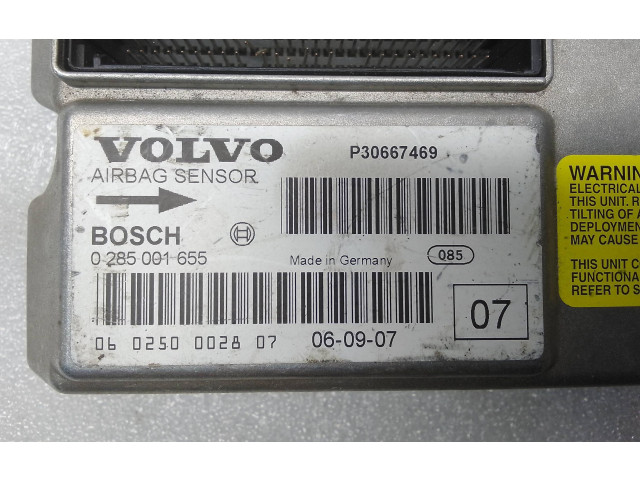 VOLVO
AIRBAG SENSOR
P30667469
BOSCH
0 285 001 655
Made in Germany
085
06 0250 0028 07
06-09-07
07
WARNIN
ELECTRICAL
THIS UNIT. R
TILTING OF A
DEPLOYMEN
MAY CAUSE
THIS UNIT CO
FUNCTIONA
REFER TO S